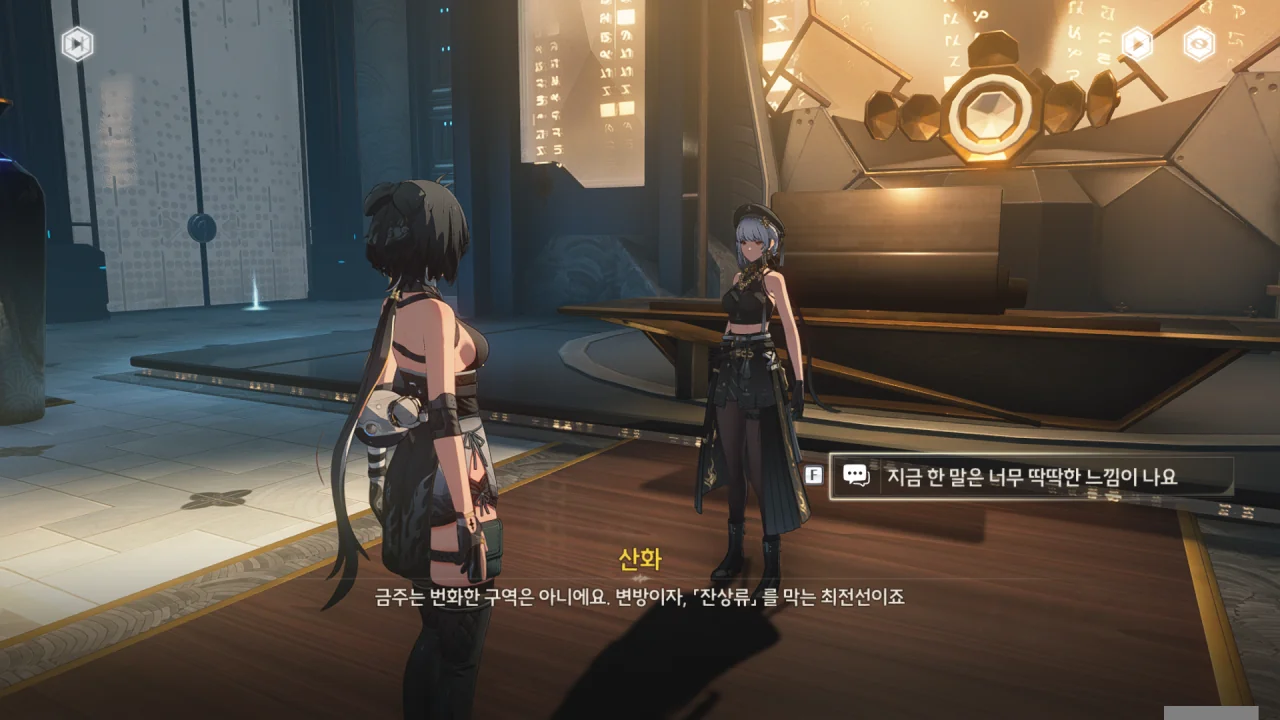 F
지금 한 말은 너무 딱딱한 느낌이 나요
산화
금주는 번화한 구역은 아니에요. 변방이자, 「잔상류」를 막는 최전선이죠